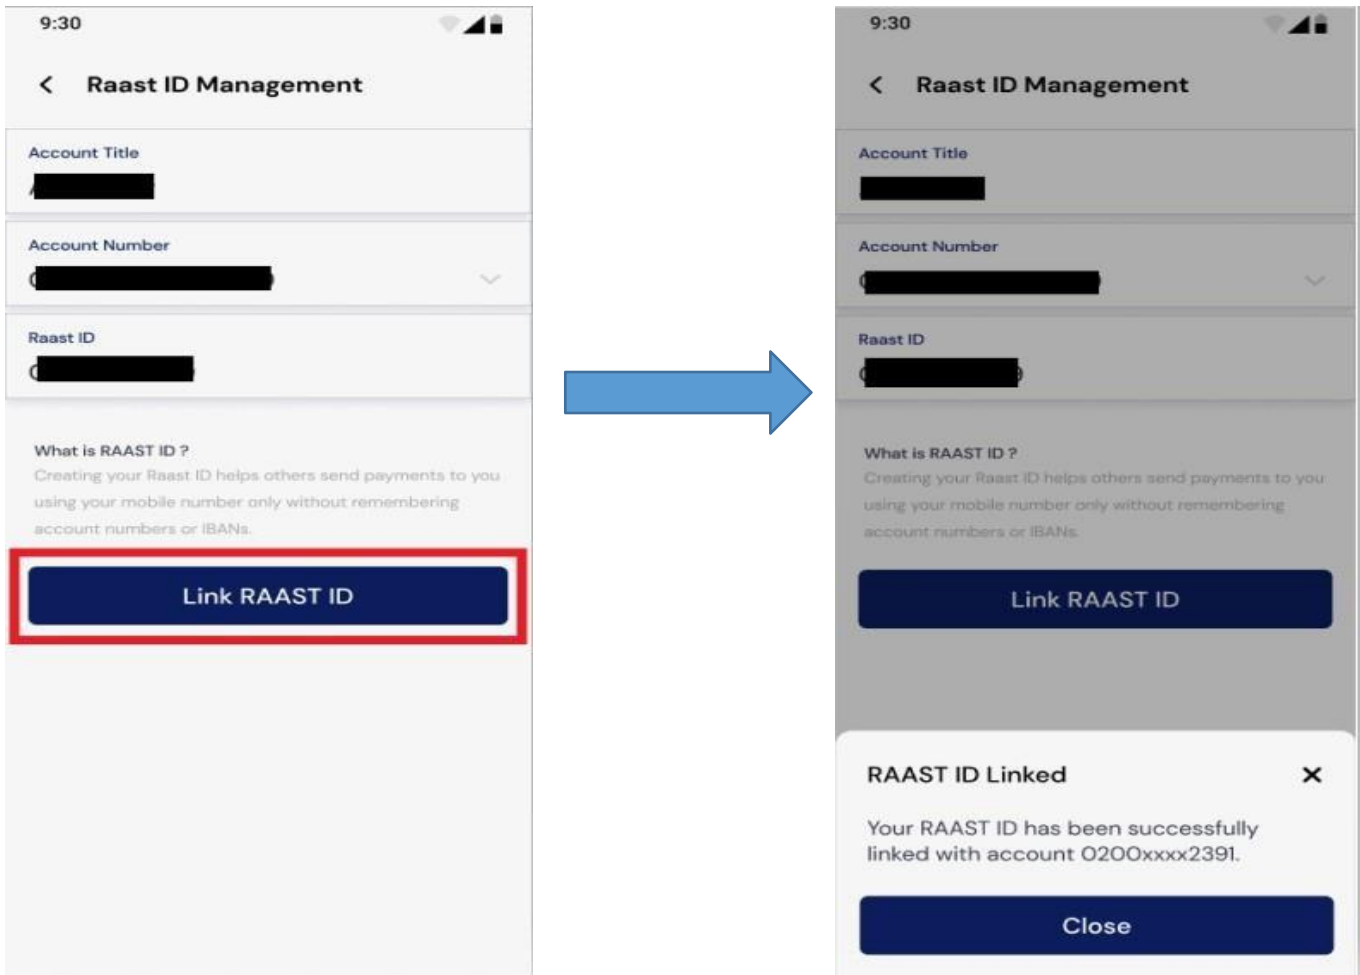 9:30
Raast ID Management
Account Title
Account Number
Raast ID
What is RAAST ID ?
Creating your Raast ID helps others send payments to you
using your mobile number only without remembering
account numbers or IBANs.
Link RAAST ID
9:30
Raast ID Management
Account Title
Account Number
Raast ID
What is RAAST ID ?
Creating your Raast ID helps others send payments to you
using your mobile number only without remembering
account numbers or IBANs.
Link RAAST ID
RAAST ID Linked
Your RAAST ID has been successfully
linked with account 0200xxxx2391.
Close